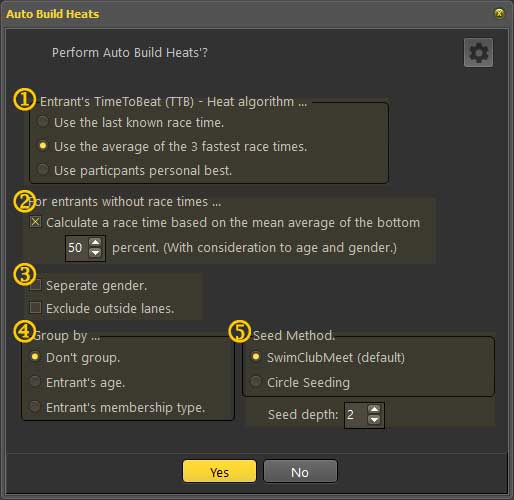 Auto Build Heats
Perform Auto Build Heats'?
1
Entrant's TimeToBeat (TTB) - Heat algorithm ...
Use the last known race time.
Use the average of the 3 fastest race times.
Use particpants personal best.
2
For entrants without race times ...
Calculate a race time based on the mean average of the bottom
50 percent. (With consideration to age and gender.)
3
Seperate gender.
Exclude outside lanes.
4
Group by ...
Don't group.
Entrant's age.
Entrant's membership type.
5
Seed Method.
SwimClubMeet (default)
Circle Seeding
Seed depth: 2
Yes
No